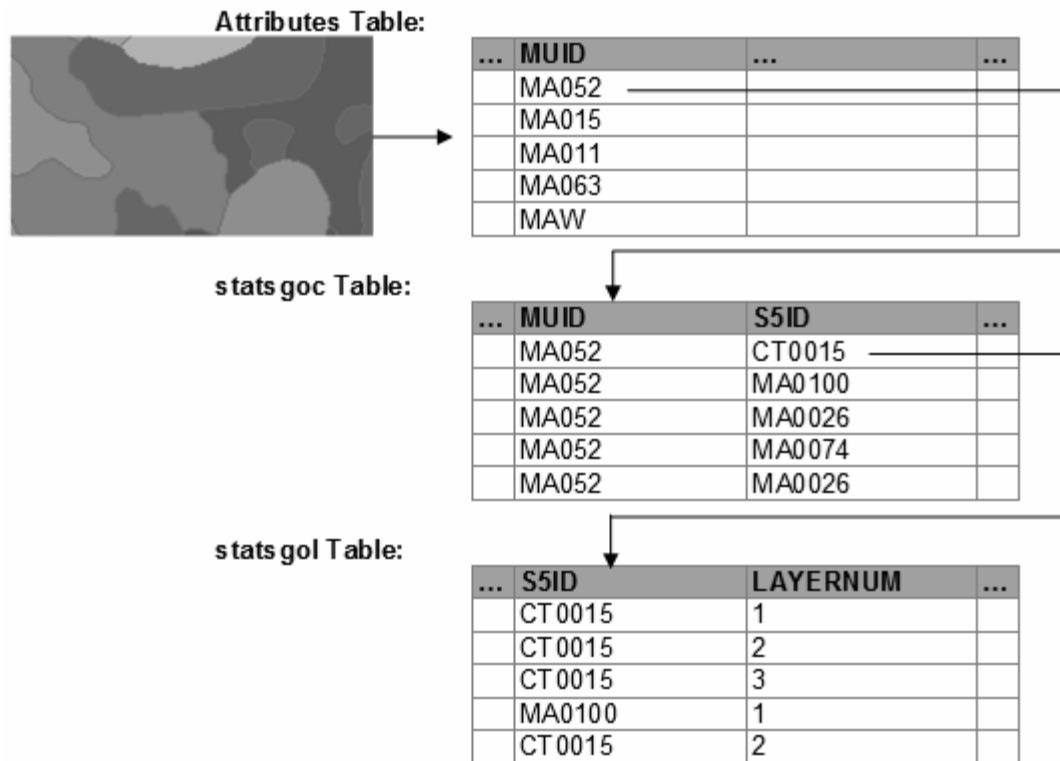 Attributes Table:
... MUID ... ...
MA052
MA015
MA011
MA063
MAW
statsgoc Table:
... MUID S5ID ...
MA052 CT0015
MA052 MA0100
MA052 MA0026
MA052 MA0074
MA052 MA0026
statsgol Table:
... S5ID LAYERNUM ...
CT0015 1
CT0015 2
CT0015 3
MA0100 1
CT0015 2